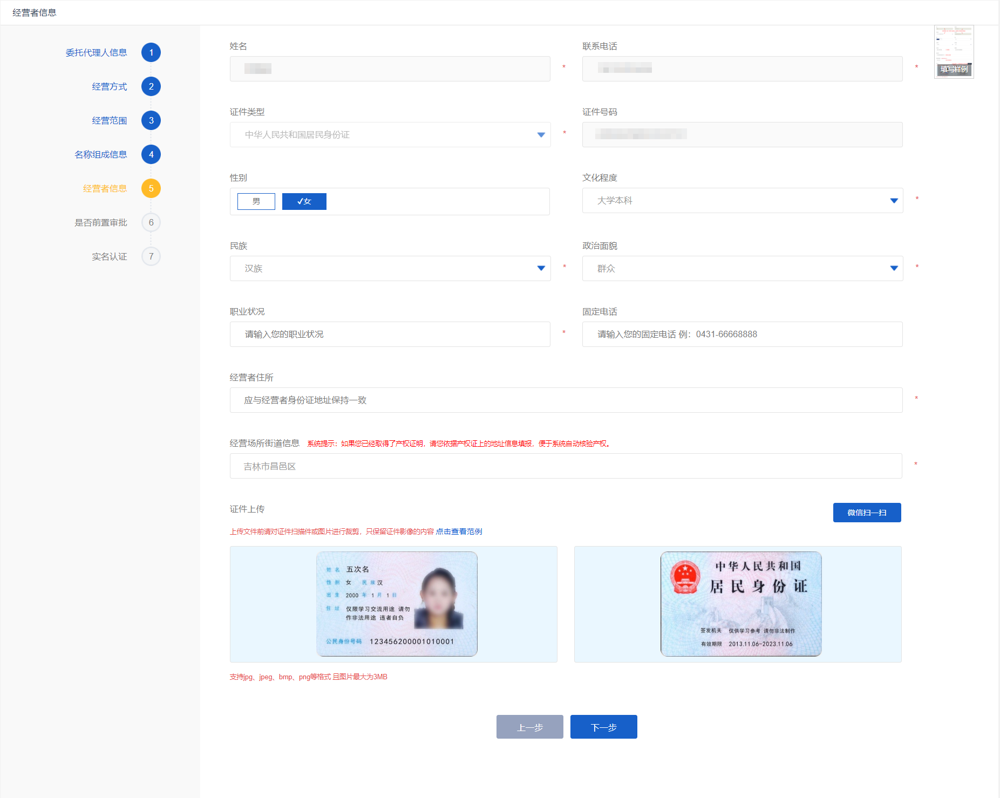 经营者信息
委托代理人信息 1
经营方式 2
经营范围 3
名称组成信息 4
经营者信息 5
是否前置审批 6
实名认证 7
姓名
*
联系电话
*
填写样例
证件类型
中华人民共和国居民身份证
*
证件号码
性别
男
✓女
文化程度
大学本科
*
民族
汉族
*
政治面貌
群众
*
职业状况
请输入您的职业状况
*
固定电话
请输入您的固定电话 例：0431-66668888
经营者住所
应与经营者身份证地址保持一致
*
经营场所街道信息 系统提示：如果您已经取得了产权证明，请您依据产权证上的地址信息填报，便于系统自动核验产权。
吉林市昌邑区
*
证件上传
微信扫一扫
上传文件前请对证件扫描件或图片进行裁剪，只保留证件影像的内容 点击查看范例
姓名 五次名
性别 女 民族 汉
出生 2000 年 1 月 1 日
住址 仅限学习交流用途 请勿
作非法用途 违者自负
公民身份号码 123456200001010001
中华人民共和国
居民身份证
签发机关 仅供学习参考 请勿非法制作
有效期限 2013.11.06-2023.11.06
支持jpg、jpeg、bmp、png等格式 且图片最大为3MB
上一步
下一步